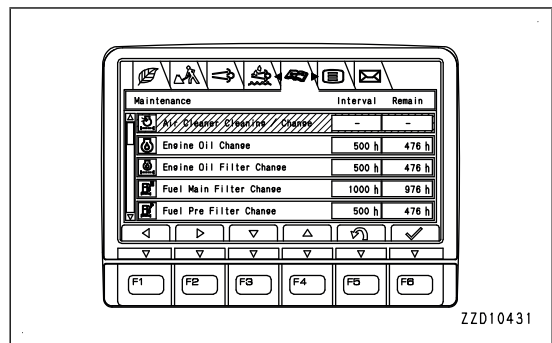 Maintenance Interval Remain
Air Cleaner Cleaning Change - -
Engine Oil Change 500 h 476 h
Engine Oil Filter Change 500 h 476 h
Fuel Main Filter Change 1000 h 976 h
Fuel Pre Filter Change 500 h 476 h
F1 F2 F3 F4 F5 F6
ZZD10431